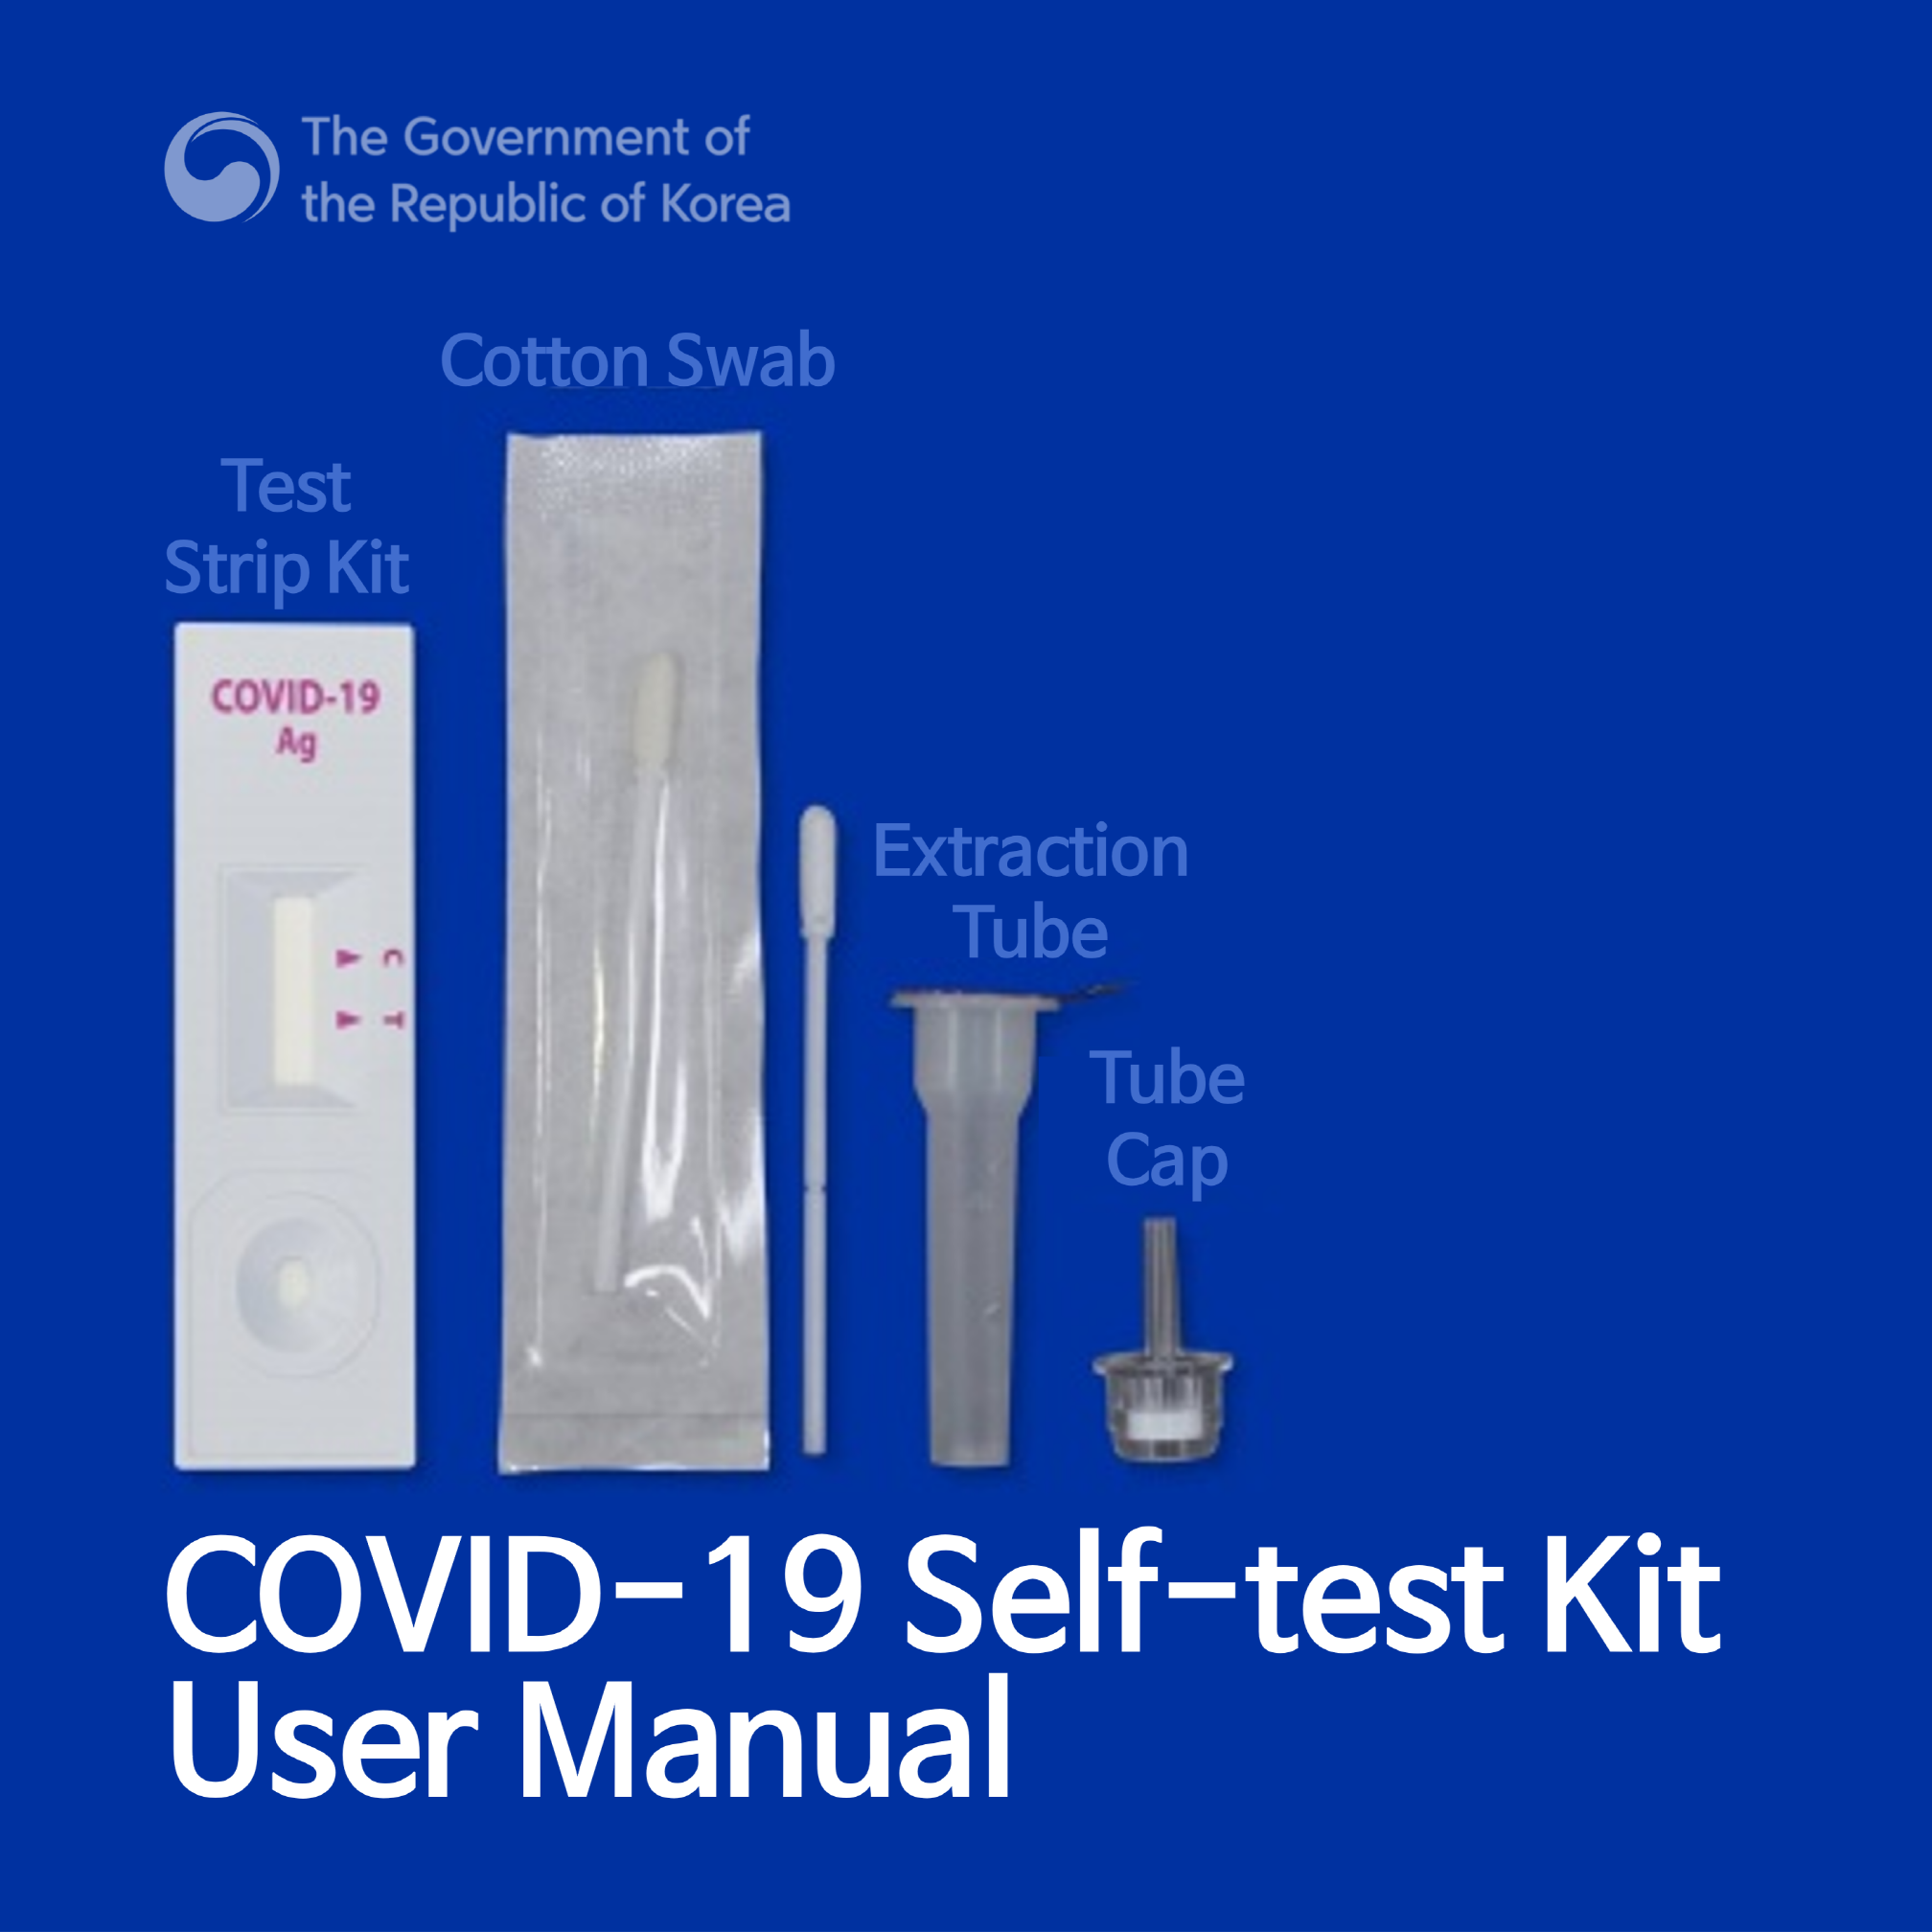 The Government of
the Republic of Korea
Cotton Swab
Test
Strip Kit
COVID-19
Ag
C
T
Extraction
Tube
Tube
Cap
COVID-19 Self-test Kit
User Manual